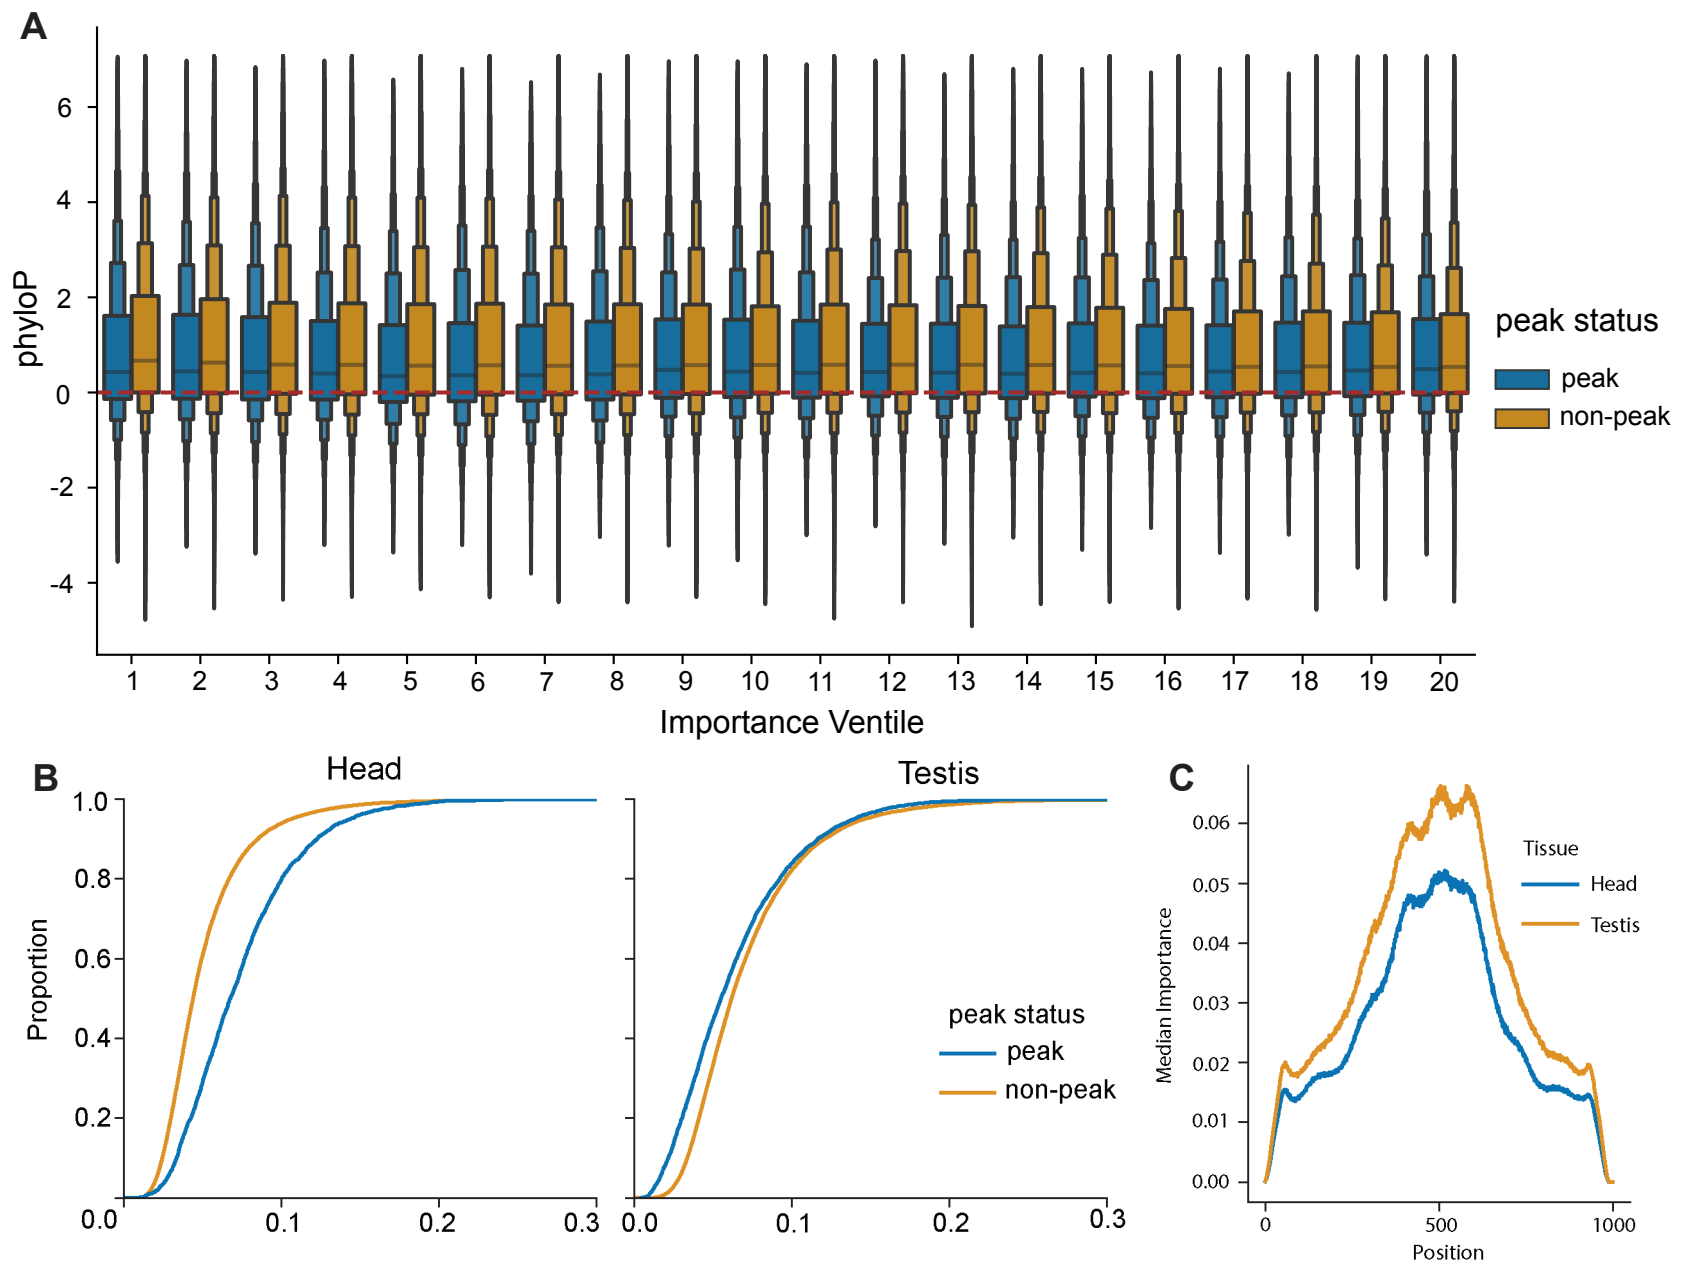 A
phyloP
6
4
2
0
-2
-4
1 2 3 4 5 6 7 8 9 10 11 12 13 14 15 16 17 18 19 20
Importance Ventile
peak status
peak
non-peak
B
Head
Testis
Proportion
1.0
0.8
0.6
0.4
0.2
0.0 0.1 0.2 0.3
0.0 0.1 0.2 0.3
peak status
peak
non-peak
C
Median Importance
0.06
0.05
0.04
0.03
0.02
0.01
0.00
0 500 1000
Position
Tissue
Head
Testis